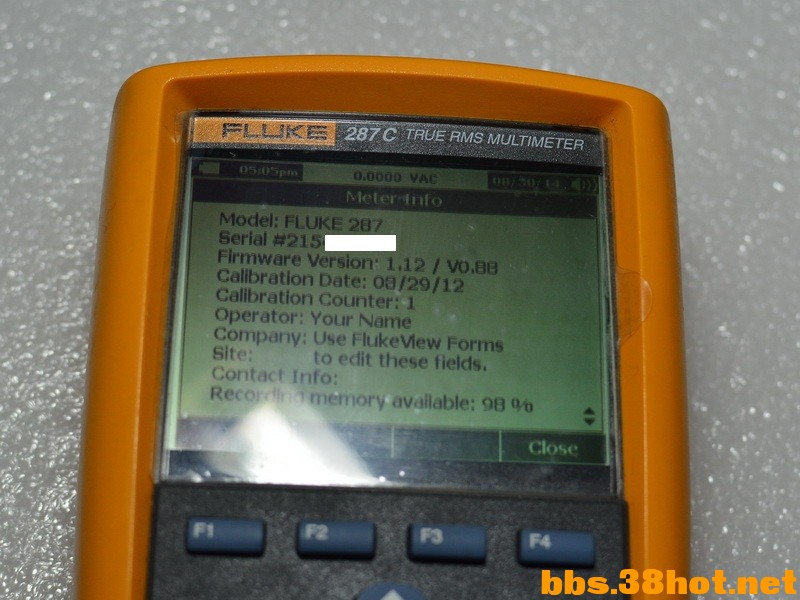 FLUKE 287 C TRUE RMS MULTIMETER
05:05pm 0.0000 VAC
Meter Info
Model: FLUKE 287
Serial #215
Firmware Version: 1.12 / V0.88
Calibration Date: 08/29/12
Calibration Counter: 1
Operator: Your Name
Company: Use FlukeView Forms
Site: to edit these fields.
Contact Info:
Recording memory available: 98 %
Close
F1 F2 F3 F4
bbs.38hot.net